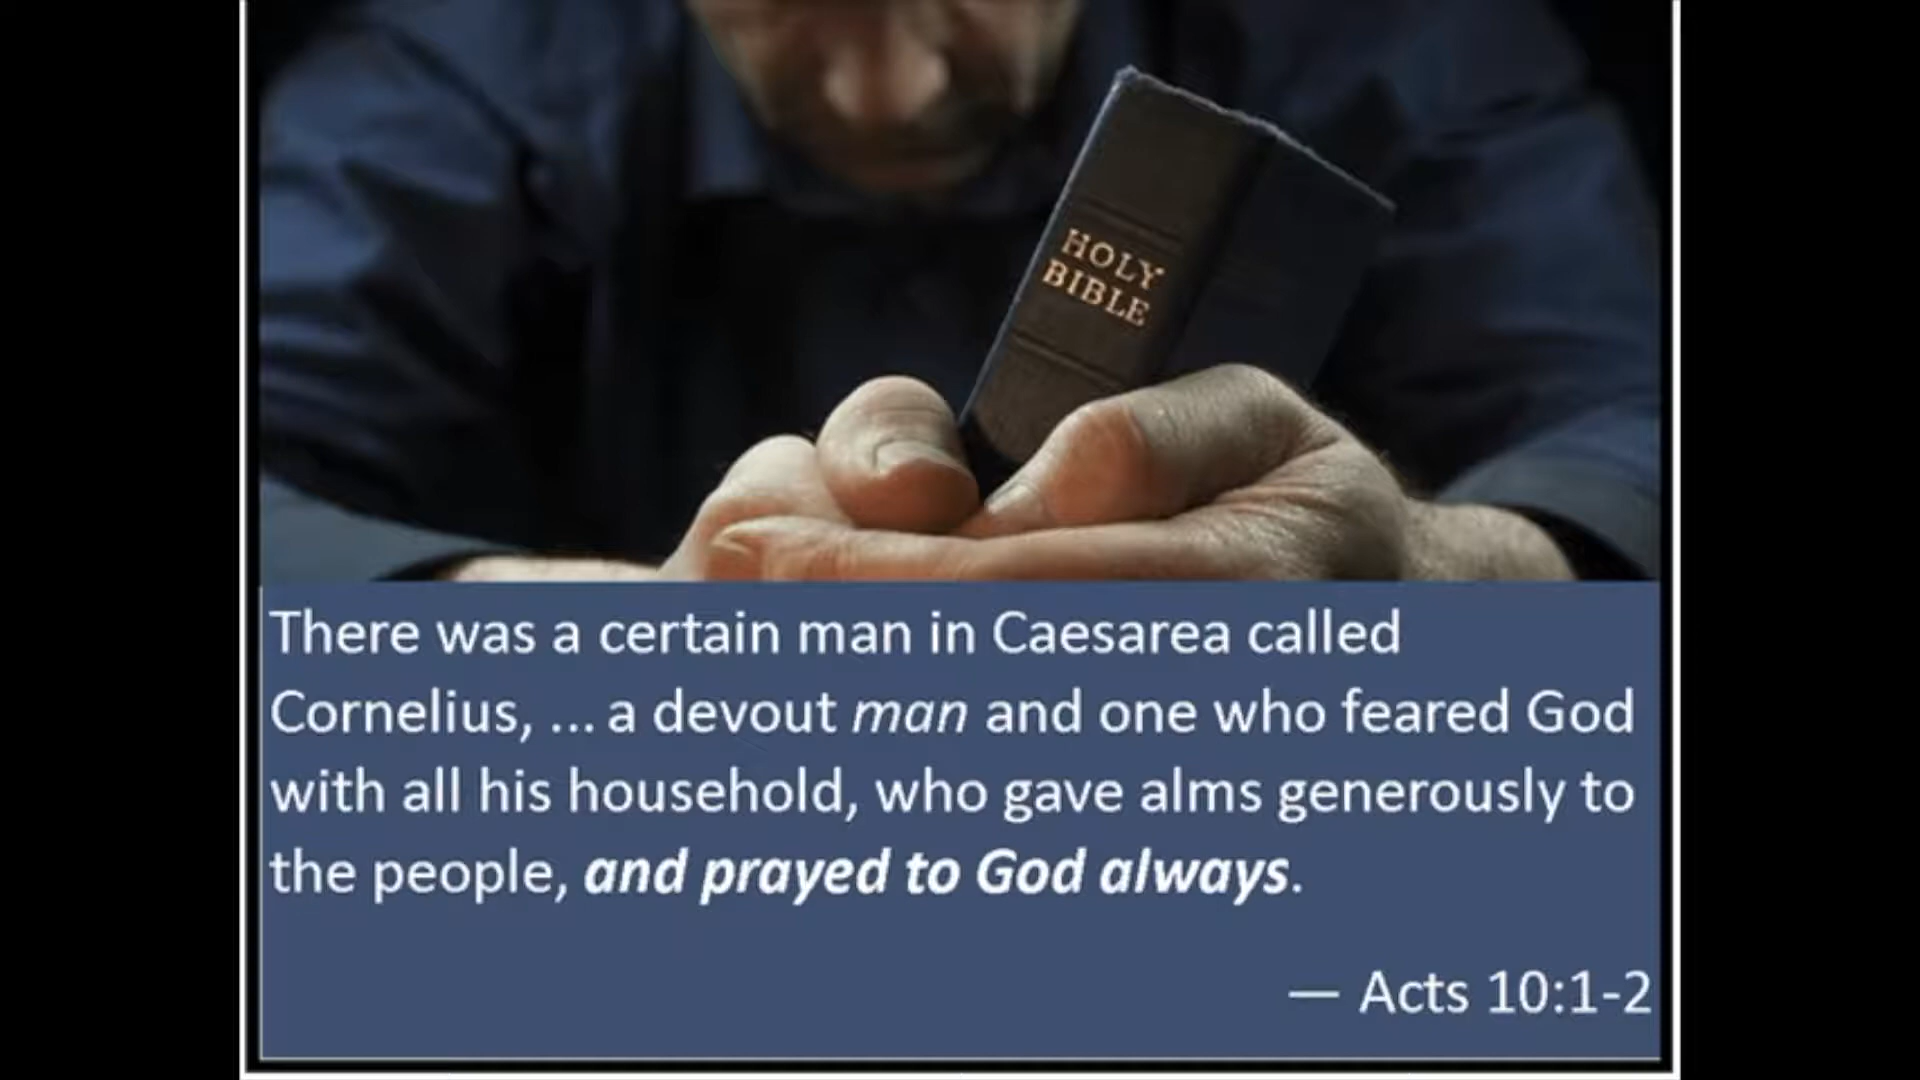 HOLY
BIBLE
There was a certain man in Caesarea called
Cornelius, ... a devout man and one who feared God
with all his household, who gave alms generously to
the people, and prayed to God always.
— Acts 10:1-2